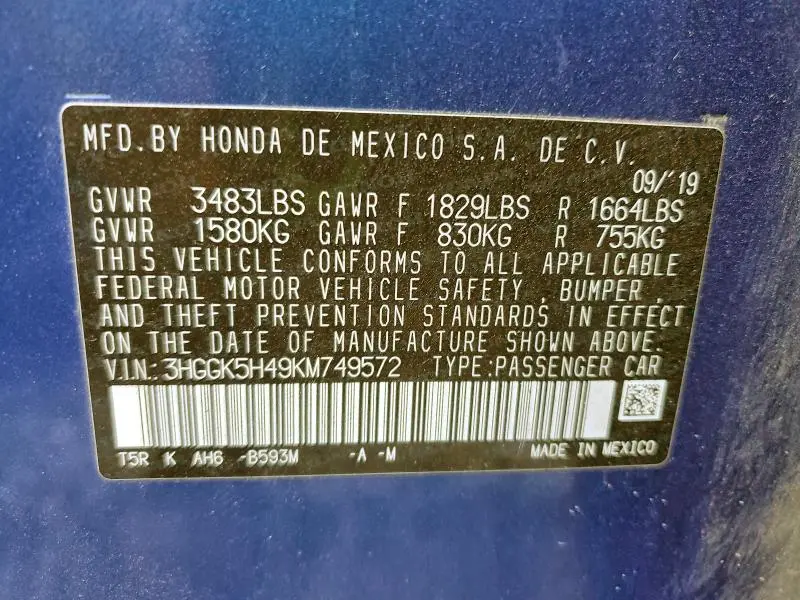 MFD. BY HONDA DE MEXICO S.A. DE C.V.
09/'19
GVWR 3483LBS GAWR F 1829LBS R 1664LBS
GVWR 1580KG GAWR F 830KG R 755KG
THIS VEHICLE CONFORMS TO ALL APPLICABLE
FEDERAL MOTOR VEHICLE SAFETY , BUMPER ,
AND THEFT PREVENTION STANDARDS IN EFFECT
ON THE DATE OF MANUFACTURE SHOWN ABOVE.
V.I.N.: 3HGGK5H49KM749572 TYPE: PASSENGER CAR
T5R K AH6 -B593M -A -M MADE IN MEXICO